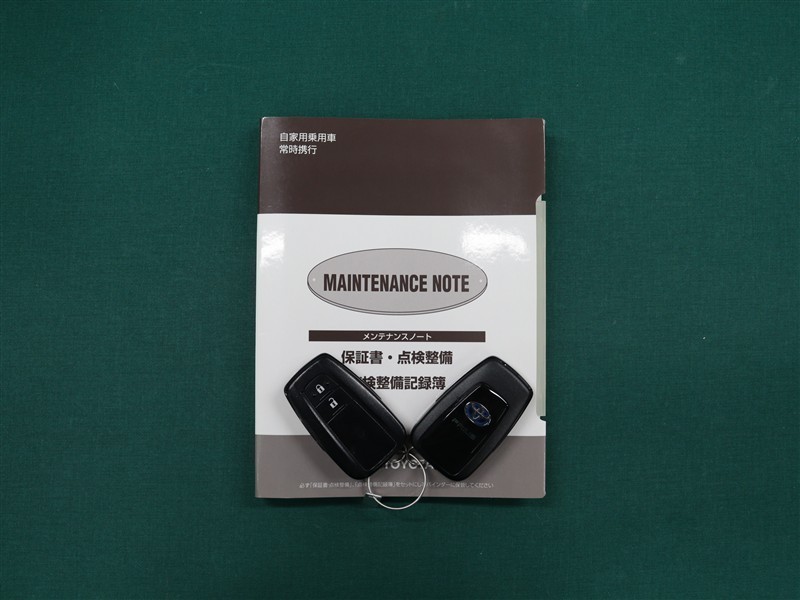 自家用乗用車
常時携行
MAINTENANCE NOTE
メンテナンスノート
保証書・点検整備
検整備記録簿
TOYOTA